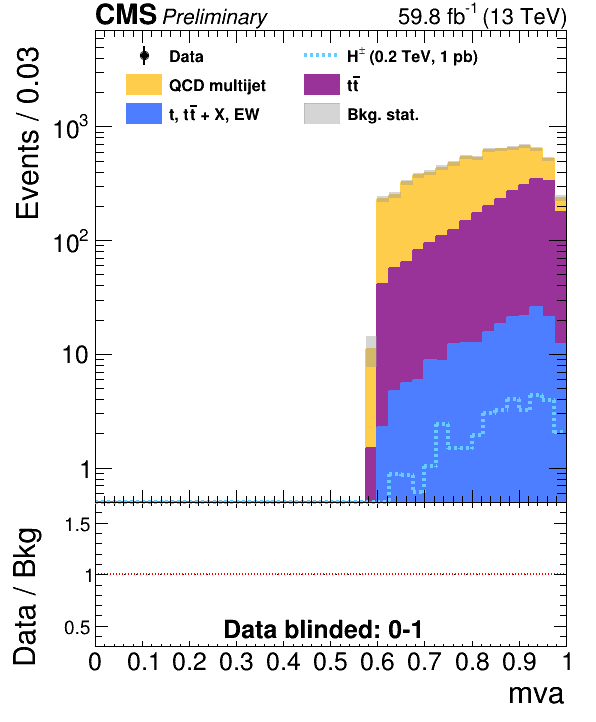 CMS Preliminary 59.8 fb⁻¹ (13 TeV)
Data
H± (0.2 TeV, 1 pb)
QCD multijet
tt̄
t, tt̄ + X, EW
Bkg. stat.
Events / 0.03
10³
10²
10
1
Data / Bkg
1.5
1
0.5
Data blinded: 0-1
0 0.1 0.2 0.3 0.4 0.5 0.6 0.7 0.8 0.9 1
mva